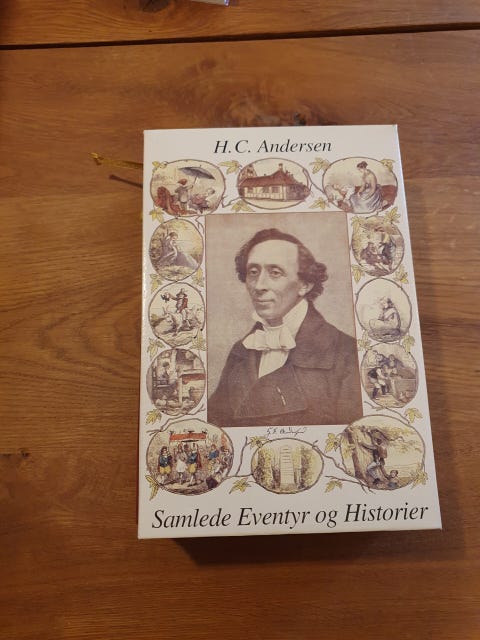 H.C. Andersen
Samlede Eventyr og Historier